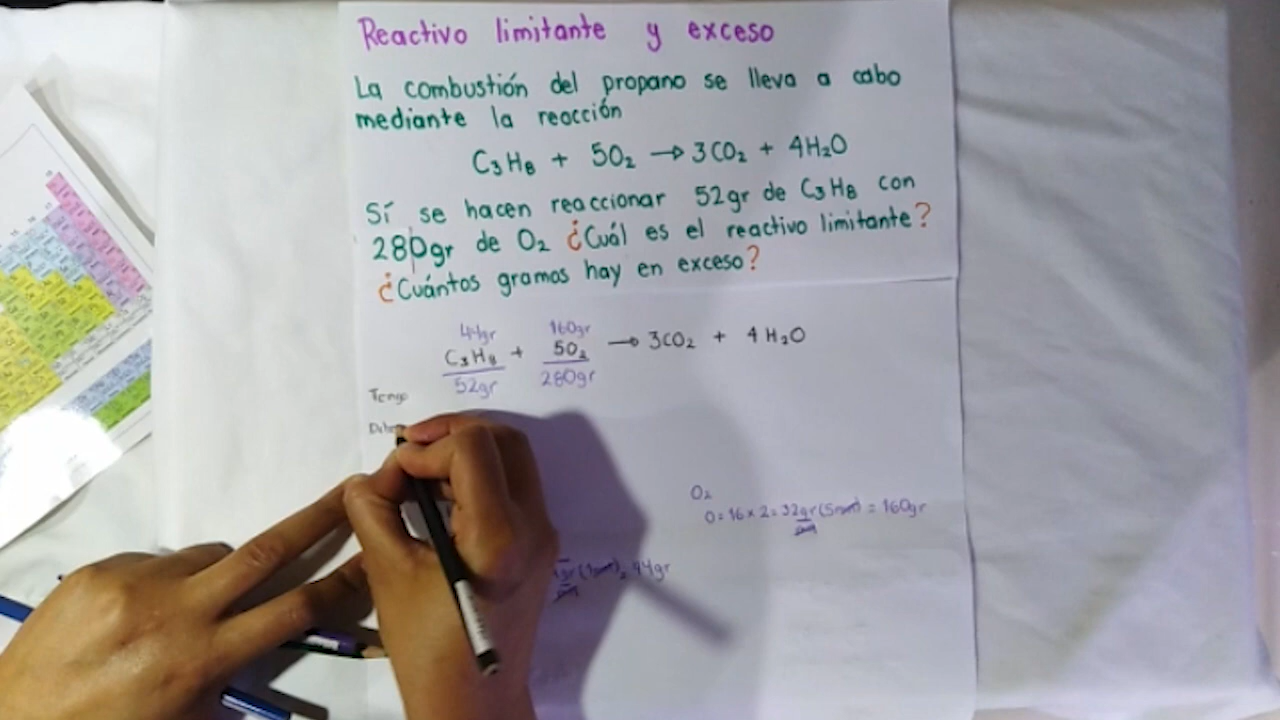 Reactivo limitante y exceso
La combustión del propano se lleva a cabo
mediante la reacción
C₃H₈ + 5O₂ → 3CO₂ + 4H₂O
Sí se hacen reaccionar 52gr de C₃H₈ con
280gr de O₂ ¿Cuál es el reactivo limitante?
¿Cuántos gramos hay en exceso?
44gr 160gr
C₃H₈ + 5O₂ → 3CO₂ + 4H₂O
Tengo 52gr 280gr
O₂
O = 16 x 2 = 32gr (5mol) = 160gr
(1mol) = 44gr